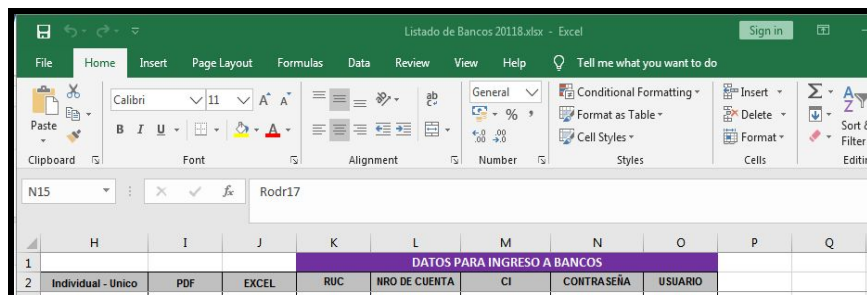 Listado de Bancos 20118.xlsx - Excel
Sign in
File Home Insert Page Layout Formulas Data Review View Help Tell me what you want to do
Calibri 11 A A General Conditional Formatting Insert Σ A Z
Paste B I U A % , Format as Table Delete Sort &
Cell Styles Format Filter
Clipboard Font Alignment Number Styles Cells Editin
N15 fx Rodr17
H I J K L M N O P Q
1 DATOS PARA INGRESO A BANCOS
2 Individual - Unico PDF EXCEL RUC NRO DE CUENTA CI CONTRASEÑA USUARIO